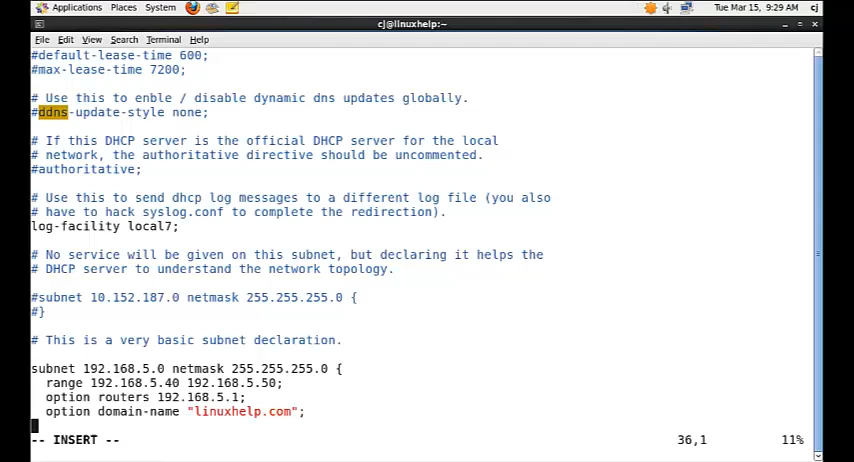 Applications Places System Tue Mar 15, 9:29 AM cj
cj@linuxhelp:~
File Edit View Search Terminal Help
#default-lease-time 600;
#max-lease-time 7200;
# Use this to enble / disable dynamic dns updates globally.
#ddns-update-style none;
# If this DHCP server is the official DHCP server for the local
# network, the authoritative directive should be uncommented.
#authoritative;
# Use this to send dhcp log messages to a different log file (you also
# have to hack syslog.conf to complete the redirection).
log-facility local7;
# No service will be given on this subnet, but declaring it helps the
# DHCP server to understand the network topology.
#subnet 10.152.187.0 netmask 255.255.255.0 {
#}
# This is a very basic subnet declaration.
subnet 192.168.5.0 netmask 255.255.255.0 {
range 192.168.5.40 192.168.5.50;
option routers 192.168.5.1;
option domain-name "linuxhelp.com";
-- INSERT -- 36,1 11%